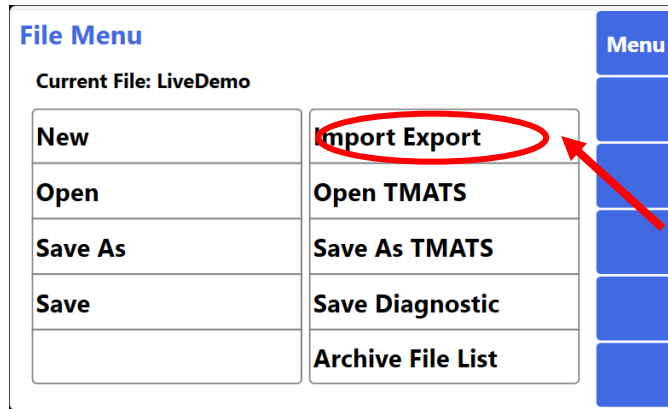 File Menu
Menu
Current File: LiveDemo
New
Import Export
Open
Open TMATS
Save As
Save As TMATS
Save
Save Diagnostic
Archive File List